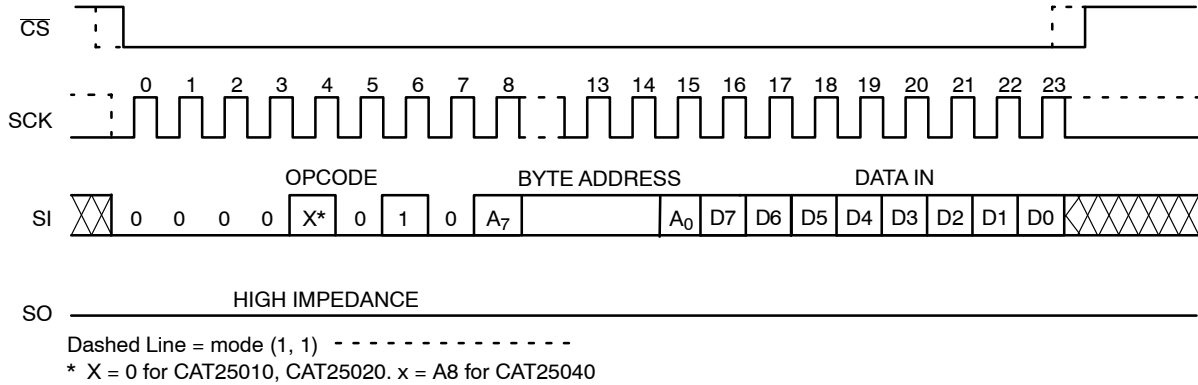 CS
SCK 0 1 2 3 4 5 6 7 8 13 14 15 16 17 18 19 20 21 22 23
OPCODE BYTE ADDRESS DATA IN
SI 0 0 0 0 X* 0 1 0 A7 A0 D7 D6 D5 D4 D3 D2 D1 D0
HIGH IMPEDANCE
SO
Dashed Line = mode (1, 1) - - - - - - - - - - - - - -
* X = 0 for CAT25010, CAT25020. x = A8 for CAT25040